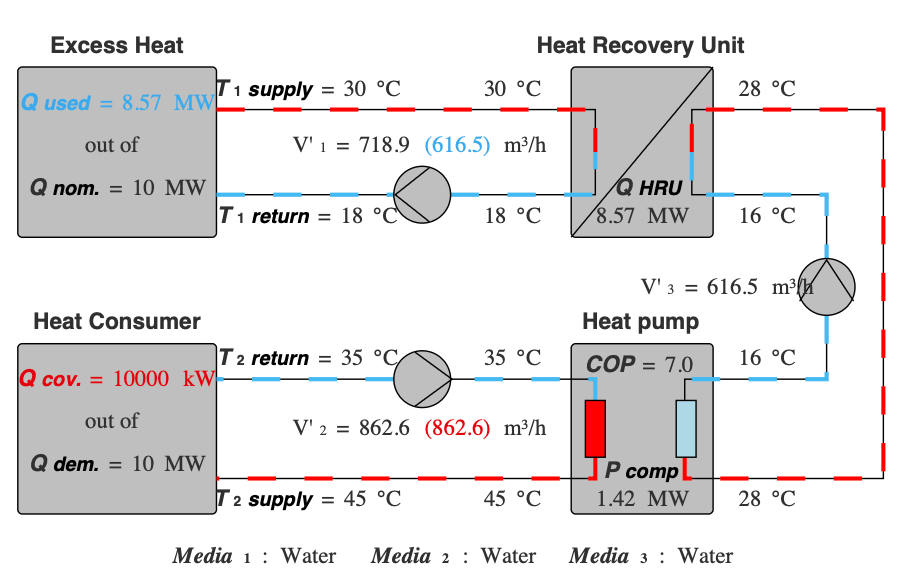 Excess Heat
Heat Recovery Unit
Q used = 8.57 MW
out of
Q nom. = 10 MW
T 1 supply = 30 °C
30 °C
28 °C
V' 1 = 718.9 (616.5) m³/h
T 1 return = 18 °C
18 °C
Q HRU
8.57 MW
16 °C
V' 3 = 616.5 m³/h
Heat Consumer
Heat pump
Q cov. = 10000 kW
out of
Q dem. = 10 MW
T 2 return = 35 °C
35 °C
COP = 7.0
16 °C
V' 2 = 862.6 (862.6) m³/h
T 2 supply = 45 °C
45 °C
P comp
1.42 MW
28 °C
Media 1 : Water Media 2 : Water Media 3 : Water